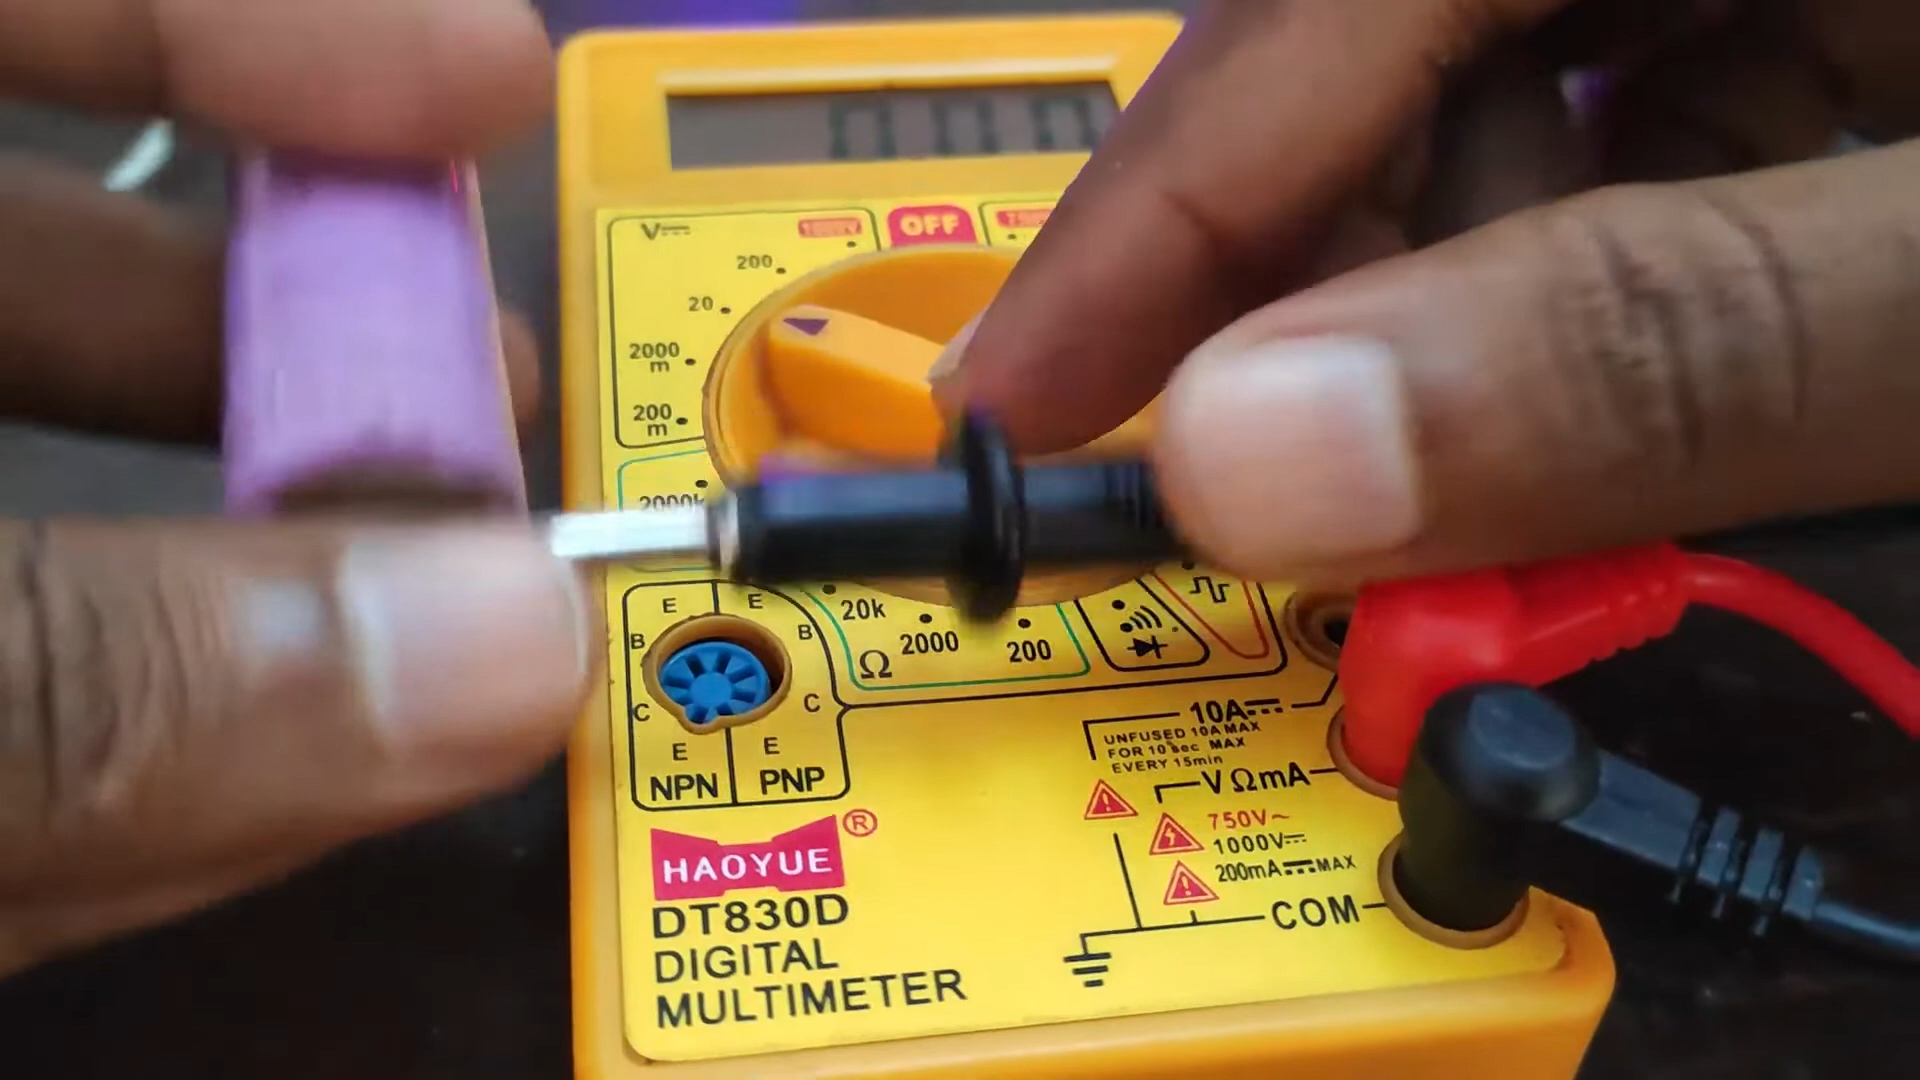 V⎓
1000V
OFF
200
20
2000
m
200
m
2000k
20k
2000
200
Ω
E
E
B
B
C
C
E
E
NPN
PNP
10A⎓
UNFUSED 10A MAX
FOR 10 sec MAX
EVERY 15min
VΩmA
750V~
1000V⎓
200mA⎓MAX
COM
HAOYUE®
DT830D
DIGITAL
MULTIMETER